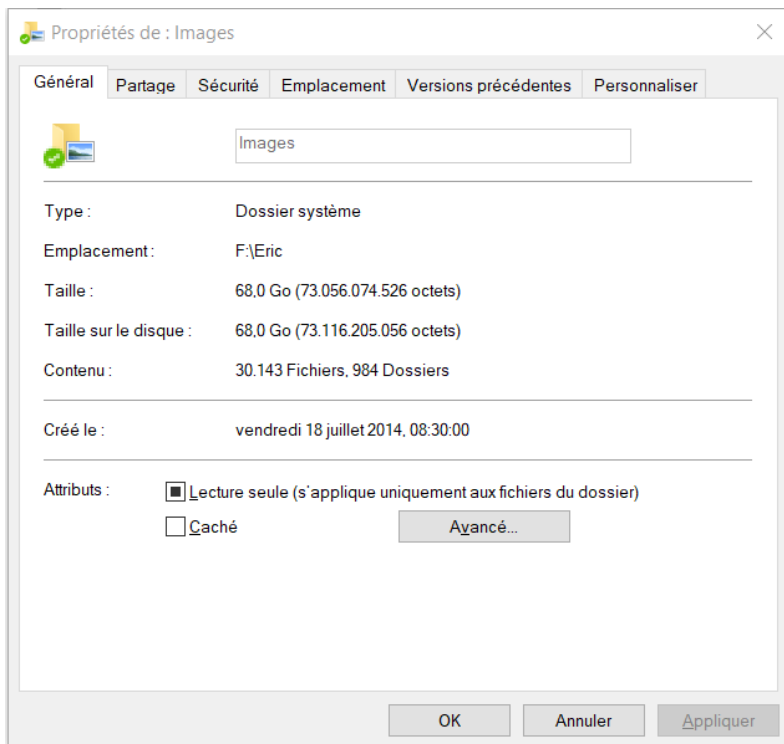 Propriétés de : Images
Général Partage Sécurité Emplacement Versions précédentes Personnaliser
Images
Type : Dossier système
Emplacement : F:\Eric
Taille : 68,0 Go (73.056.074.526 octets)
Taille sur le disque : 68,0 Go (73.116.205.056 octets)
Contenu : 30.143 Fichiers, 984 Dossiers
Créé le : vendredi 18 juillet 2014, 08:30:00
Attributs : Lecture seule (s'applique uniquement aux fichiers du dossier)
Caché Avancé...
OK Annuler Appliquer